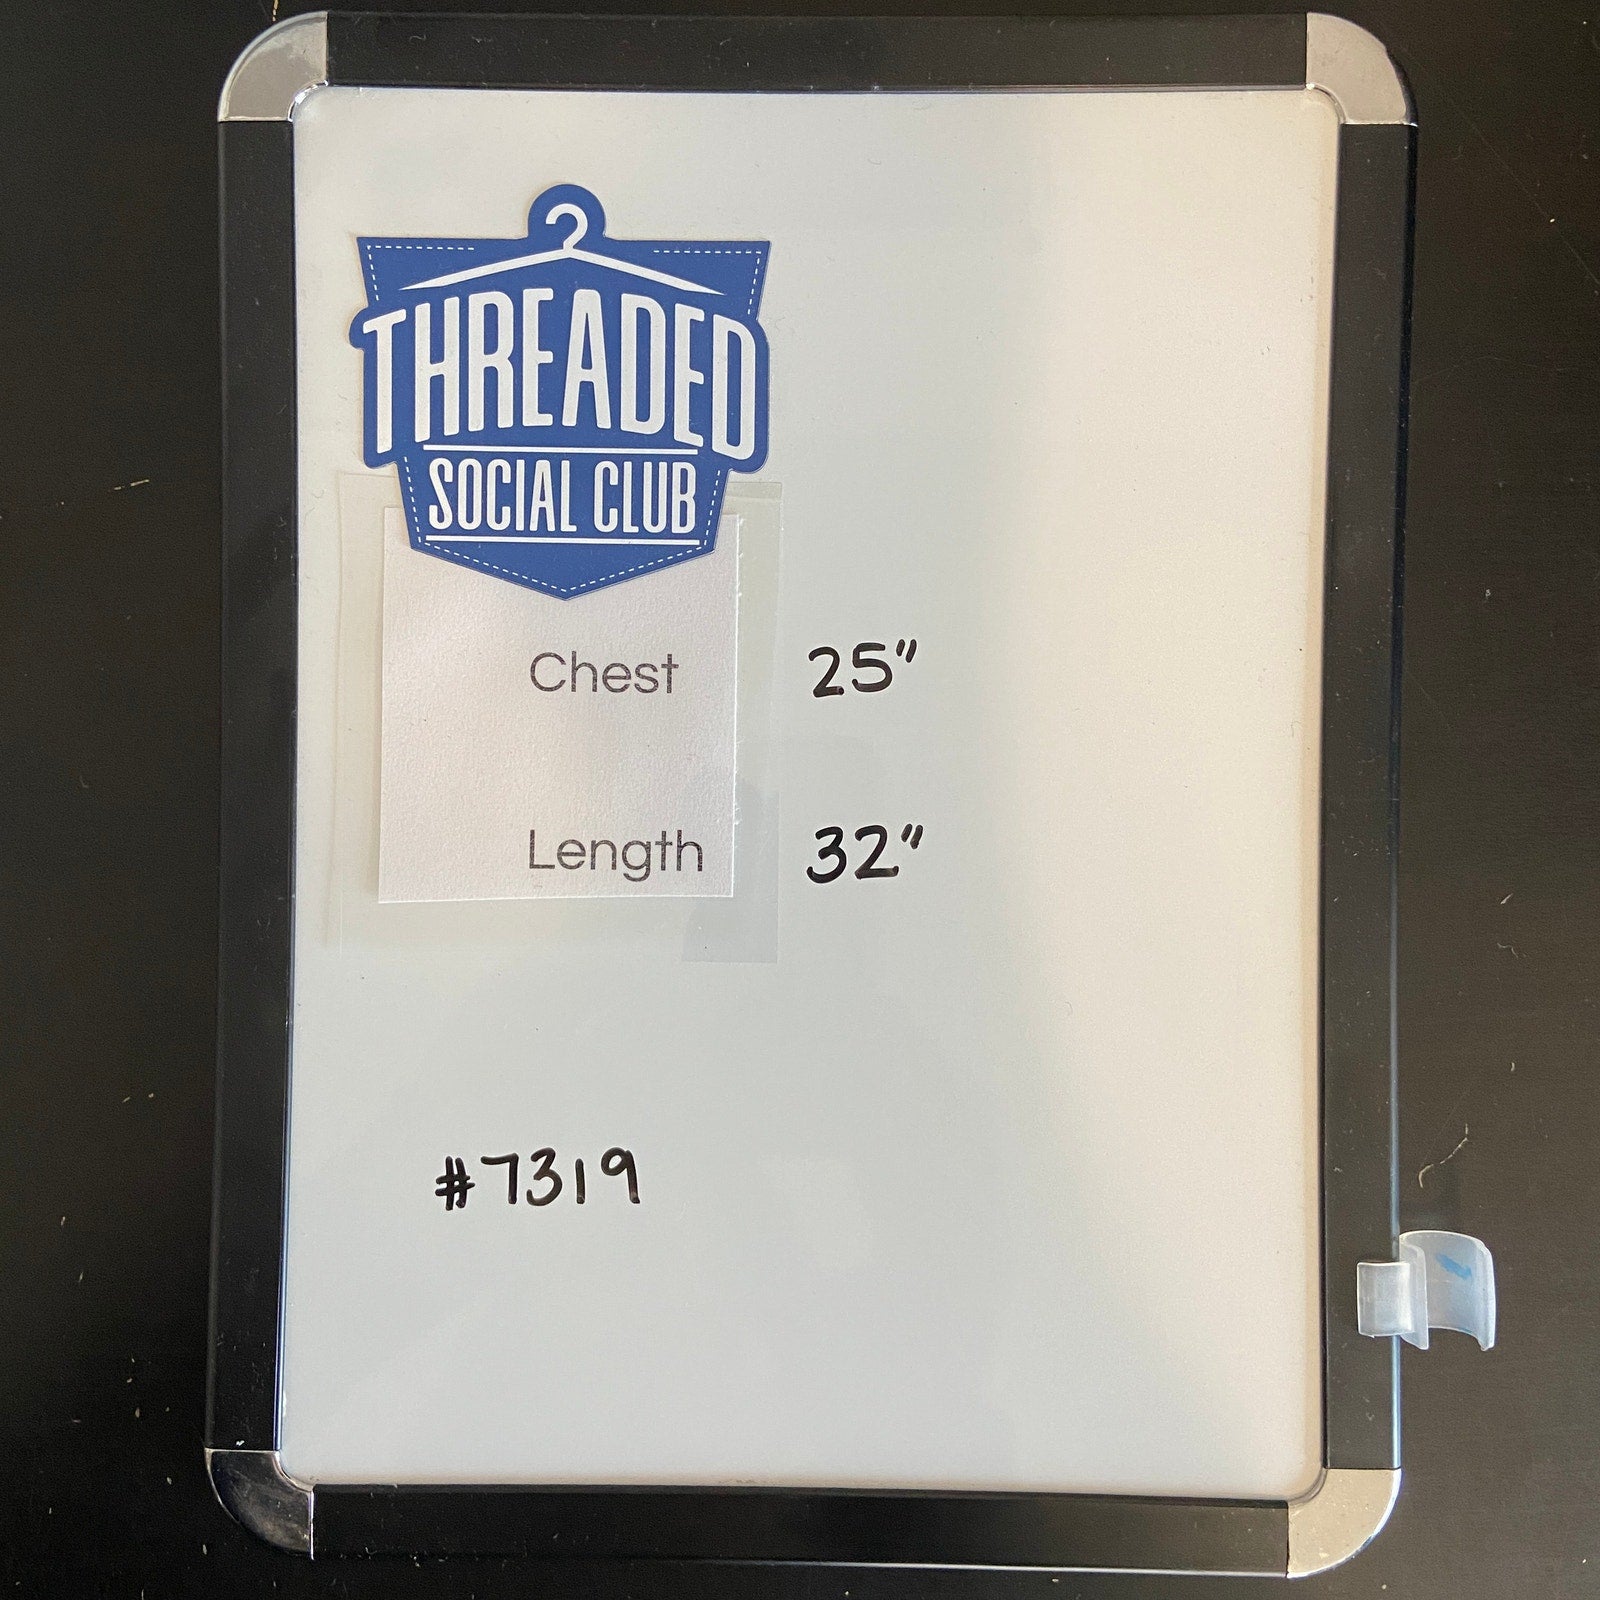 THREADED
SOCIAL CLUB
Chest 25"
Length 32"
#7319